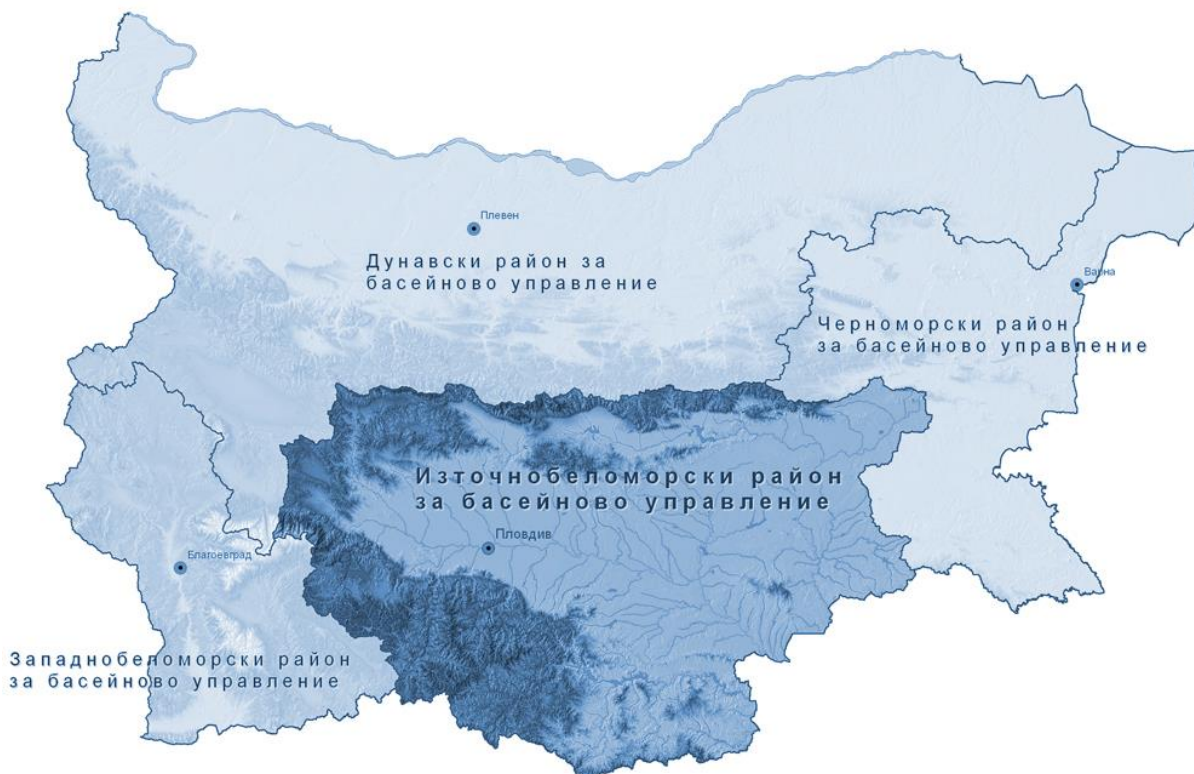 Плевен
Дунавски район за
басейново управление
Варна
Черноморски район
за басейново управление
Източнобеломорски район
за басейново управление
Пловдив
Благоевград
Западнобеломорски район
за басейново управление